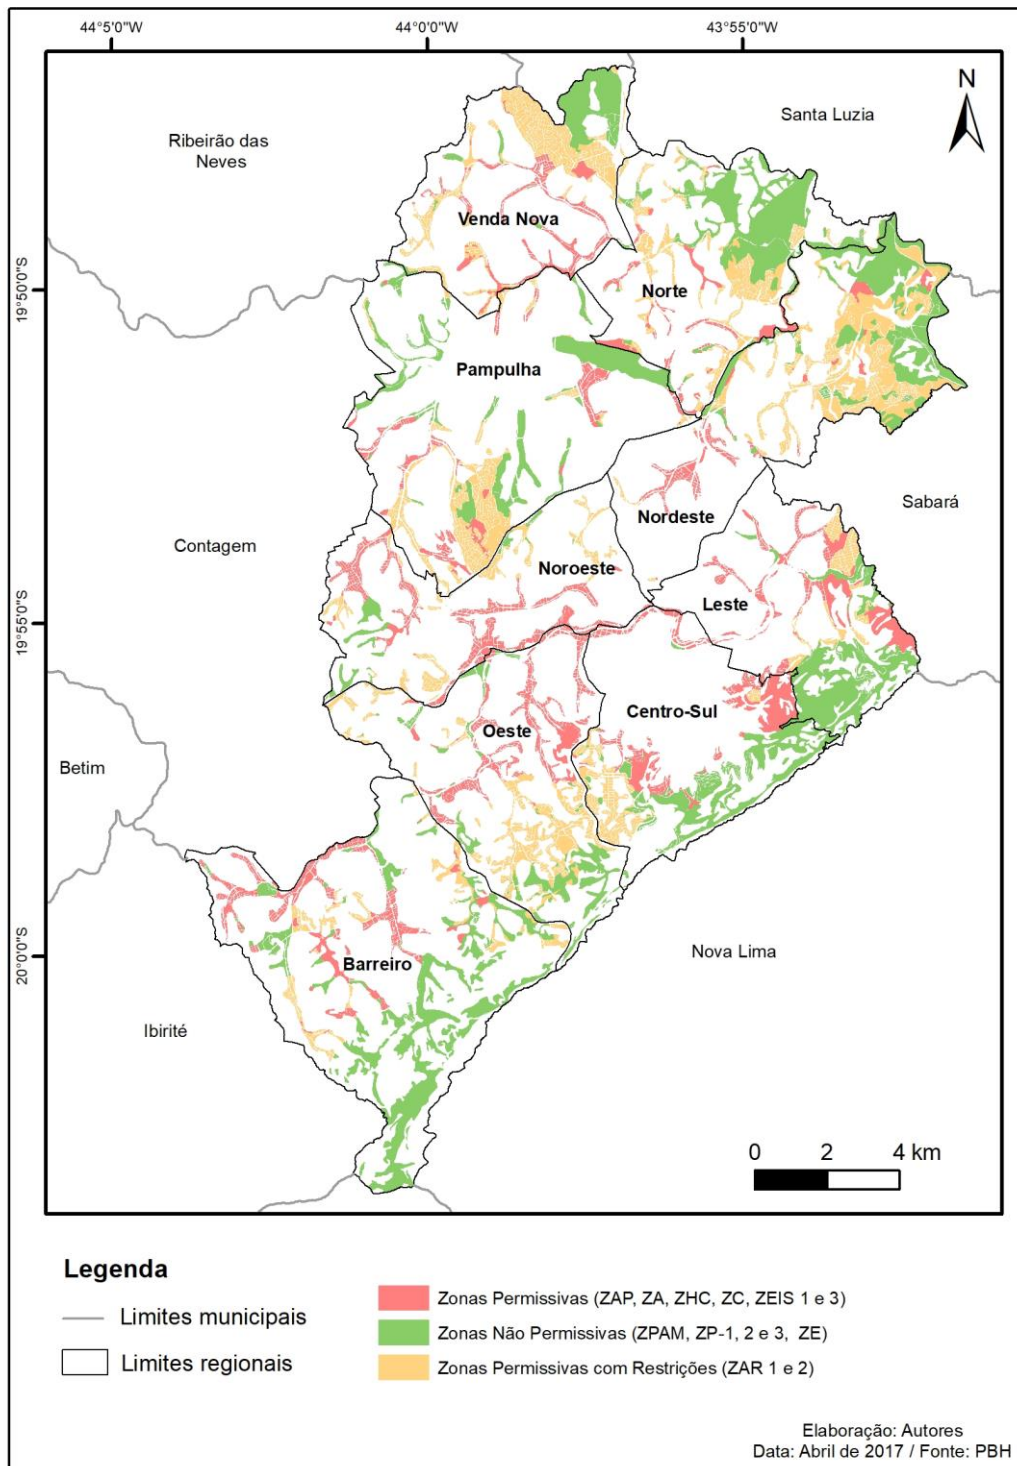 44°5'0"W
44°0'0"W
43°55'0"W
N
Santa Luzia
Ribeirão das
Neves
Venda Nova
19°50'0"S
Norte
Pampulha
Sabará
Nordeste
Contagem
Noroeste
Leste
19°55'0"S
Centro-Sul
Oeste
Betim
Nova Lima
20°0'0"S
Barreiro
Ibirité
0 2 4 km
Legenda
Limites municipais
Limites regionais
Zonas Permissivas (ZAP, ZA, ZHC, ZC, ZEIS 1 e 3)
Zonas Não Permissivas (ZPAM, ZP-1, 2 e 3, ZE)
Zonas Permissivas com Restrições (ZAR 1 e 2)
Elaboração: Autores
Data: Abril de 2017 / Fonte: PBH